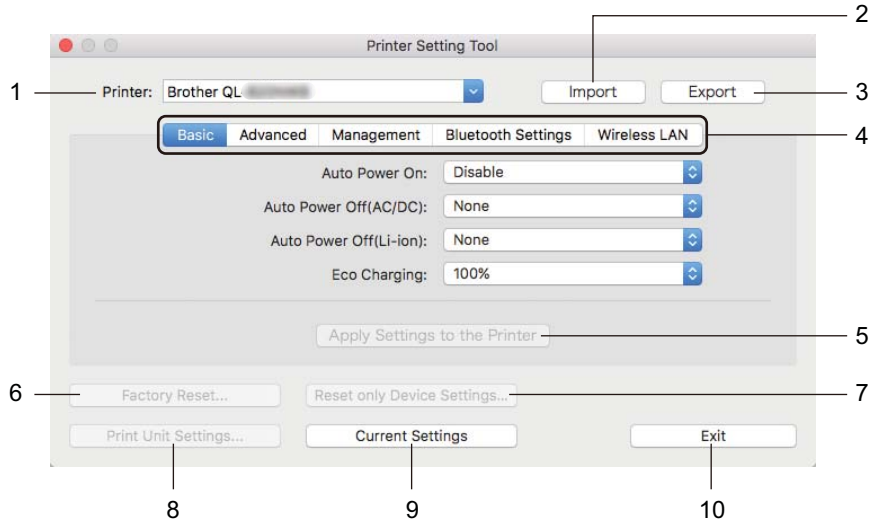 2
Printer Setting Tool
1 Printer: Brother QL- Import Export 3
Basic Advanced Management Bluetooth Settings Wireless LAN 4
Auto Power On: Disable
Auto Power Off(AC/DC): None
Auto Power Off(Li-ion): None
Eco Charging: 100%
Apply Settings to the Printer 5
6 Factory Reset... Reset only Device Settings... 7
Print Unit Settings... Current Settings Exit
8 9 10